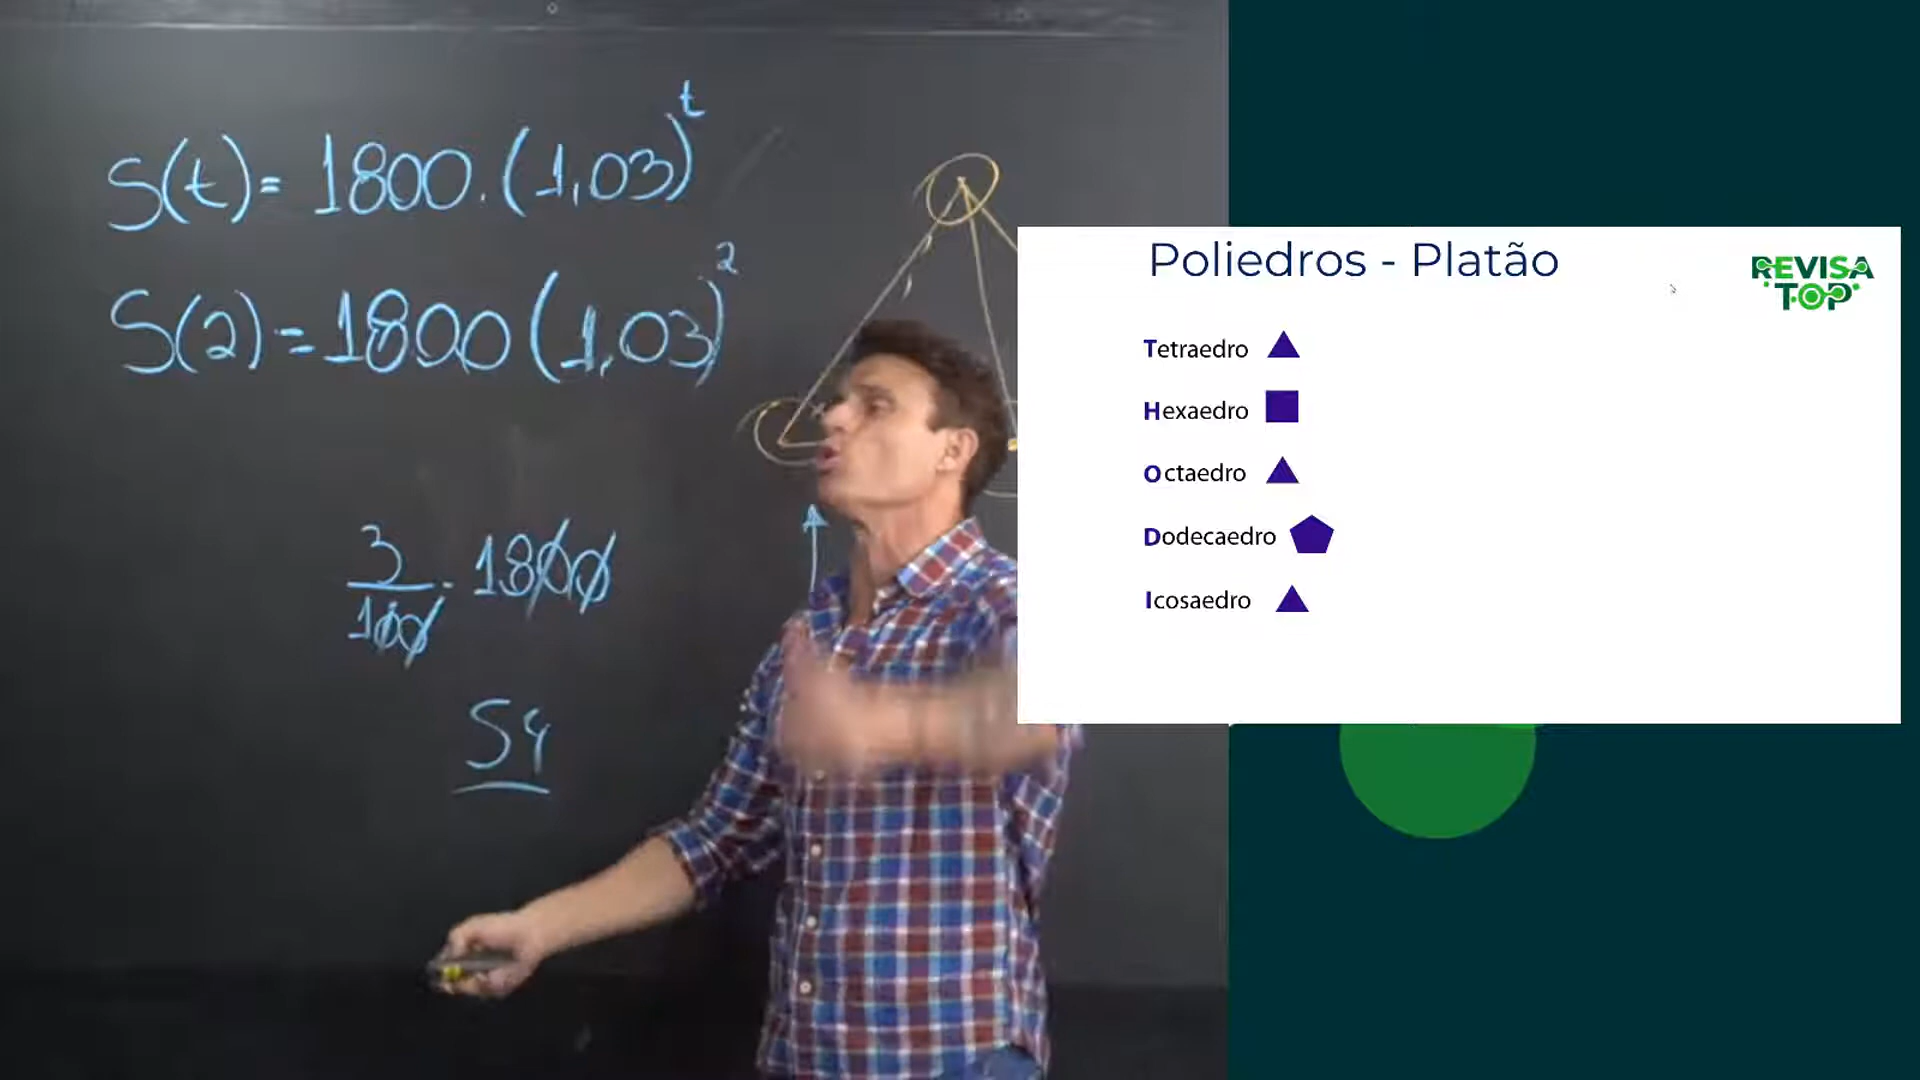 S(t) = 1800.(1,03)^t
S(2) = 1800(1,03)^2
3/100 . 1800
54
Poliedros - Platão
REVISA
TOP
Tetraedro
Hexaedro
Octaedro
Dodecaedro
Icosaedro